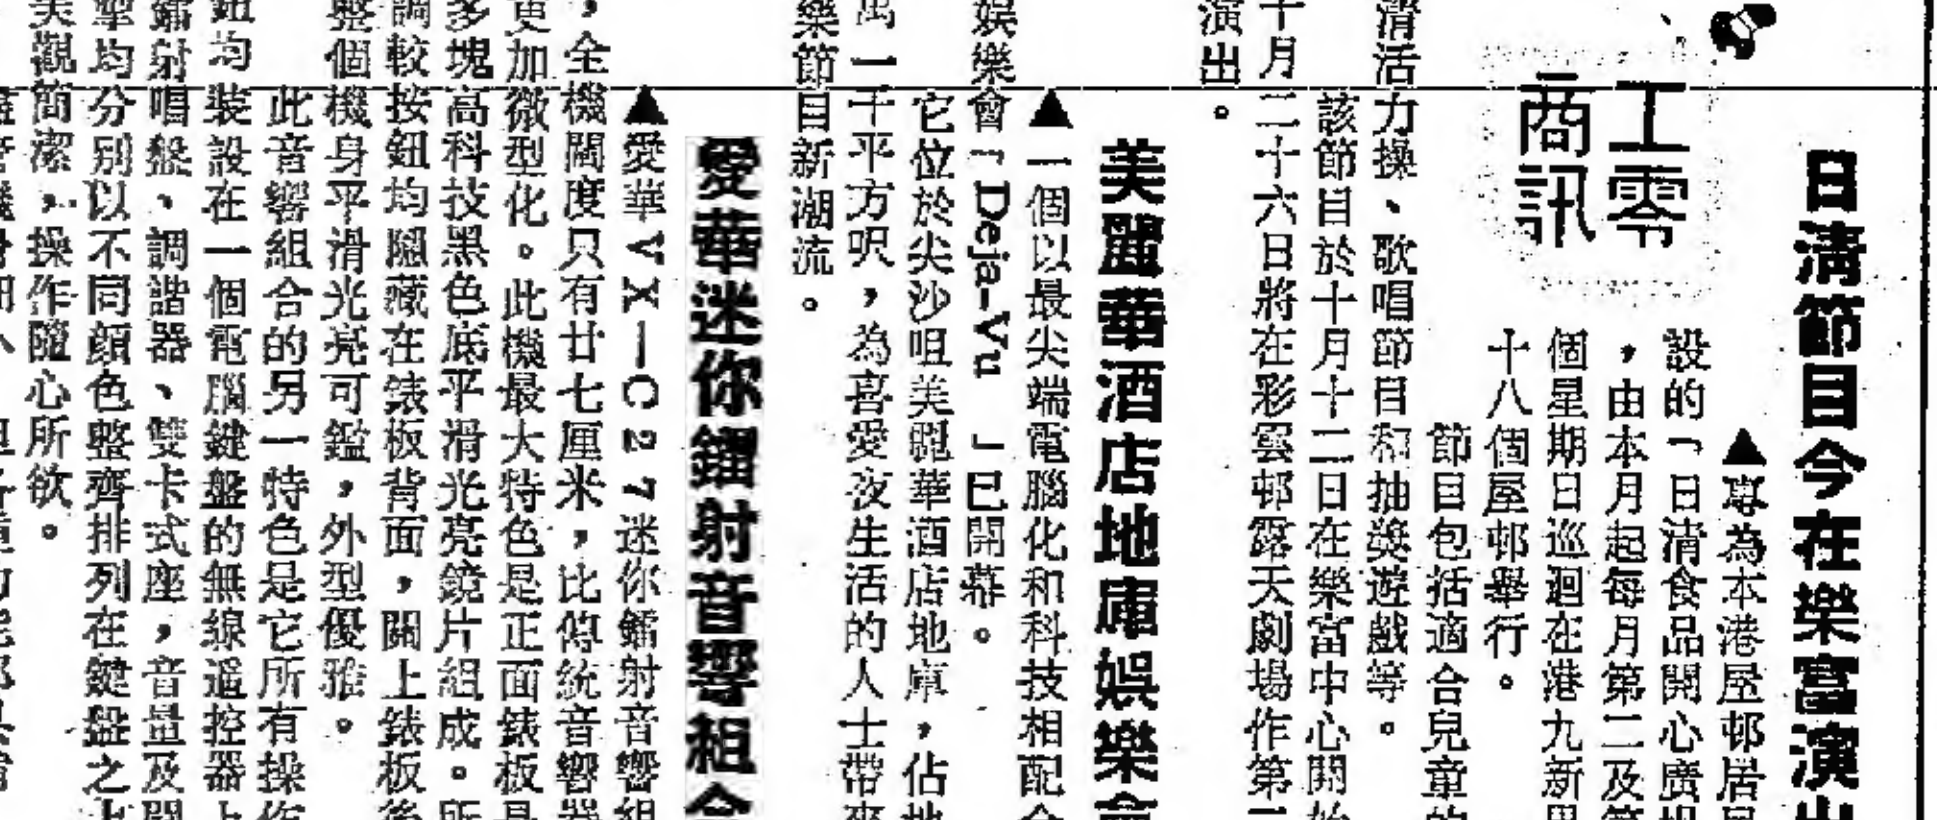 日淸節目今在樂富演出
工零
商訊
▲專為本港屋邨居民
設的「日清食品開心廣場
，由本月起每月第二及第
個星期日巡迴在港九新界
十八個屋邨舉行。
節目包括適合兒童的
清活力操、歌唱節目和抽獎遊戲等。
該節目於十月十二日在樂富中心開始
十月二十六日將在彩雲邨露天劇場作第二
演出。
美麗華酒店地庫娛樂會
▲一個以最尖端電腦化和科技相配合
娛樂會「Deja-Vu」已開幕。
它位於尖沙咀美麗華酒店地庫，佔地
萬一千平方呎，為喜愛夜生活的人士帶來
樂節目新潮流。
愛華迷你鐳射音響組合
▲愛華VX—C27迷你鐳射音響組
，全機闊度只有廿七厘米，比傳統音響器
更加微型化。此機最大特色是正面錶板是
多塊高科技黑色底平滑光亮鏡片組成。所
調較按鈕均隱藏在錶板背面，關上錶板後
整個機身平滑光亮可鑑，外型優雅。
此音響組合的另一特色是它所有操作
鈕均裝設在一個電腦鍵盤的無線遥控器上
鐳射唱盤、調諧器、雙卡式座，音量及開
掣均分別以不同顏色整齊排列在鍵盤之上
美觀簡潔，操作隨心所欲。